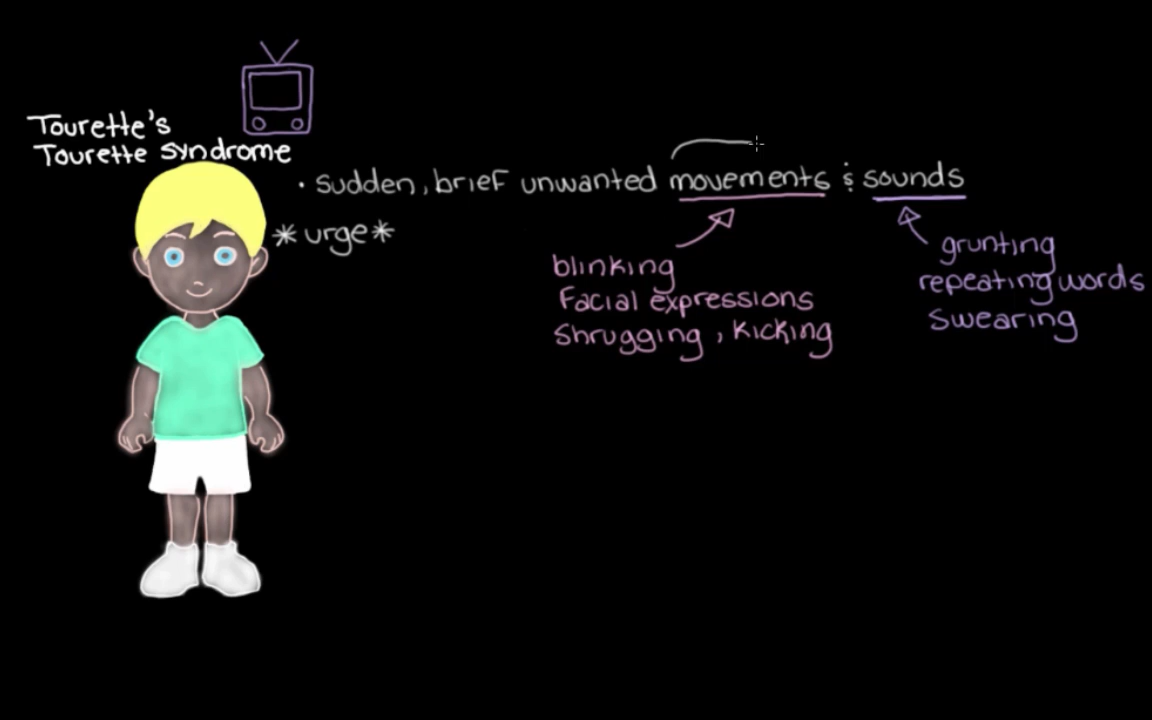 Tourette's
Tourette syndrome
• sudden, brief unwanted movements & sounds
*urge*
blinking
Facial expressions
Shrugging, kicking
grunting
repeating words
swearing